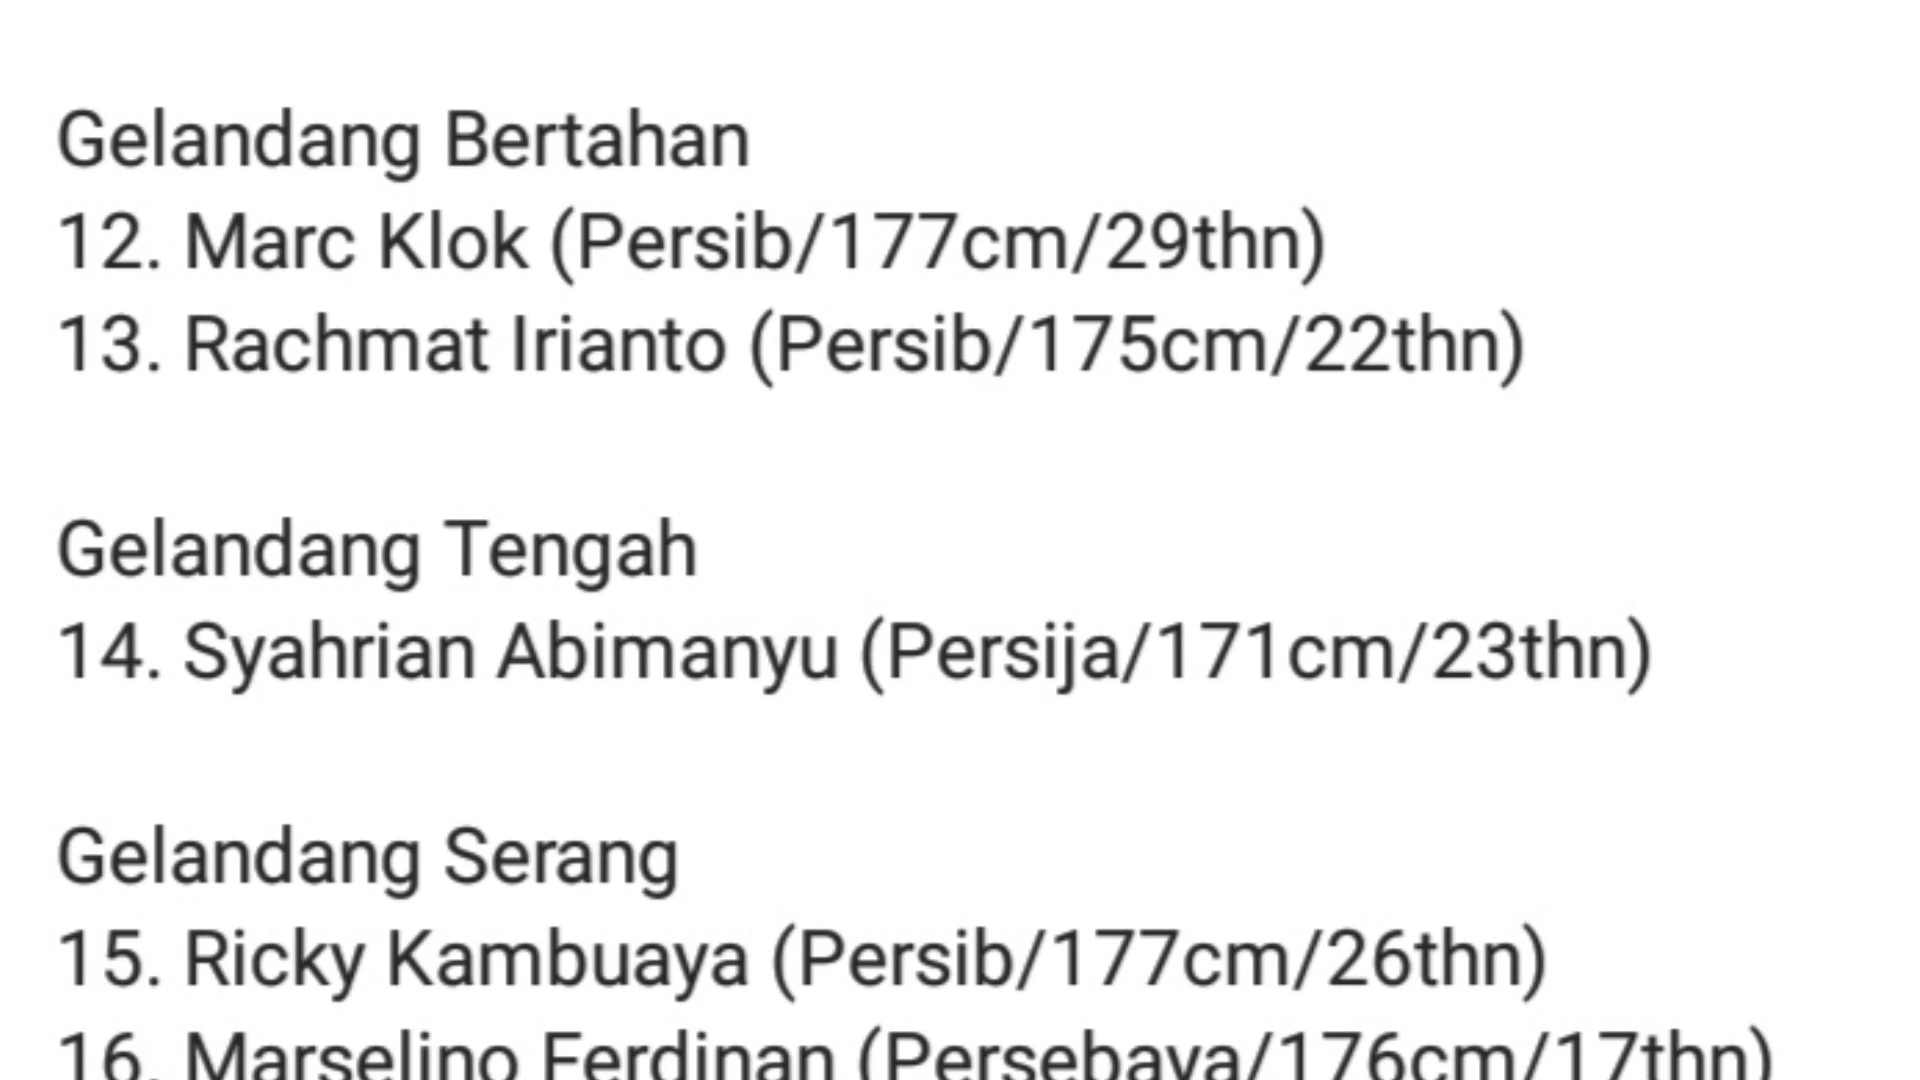 Gelandang Bertahan
12. Marc Klok (Persib/177cm/29thn)
13. Rachmat Irianto (Persib/175cm/22thn)
Gelandang Tengah
14. Syahrian Abimanyu (Persija/171cm/23thn)
Gelandang Serang
15. Ricky Kambuaya (Persib/177cm/26thn)
16. Marselino Ferdinan (Persebaya/176cm/17thn)